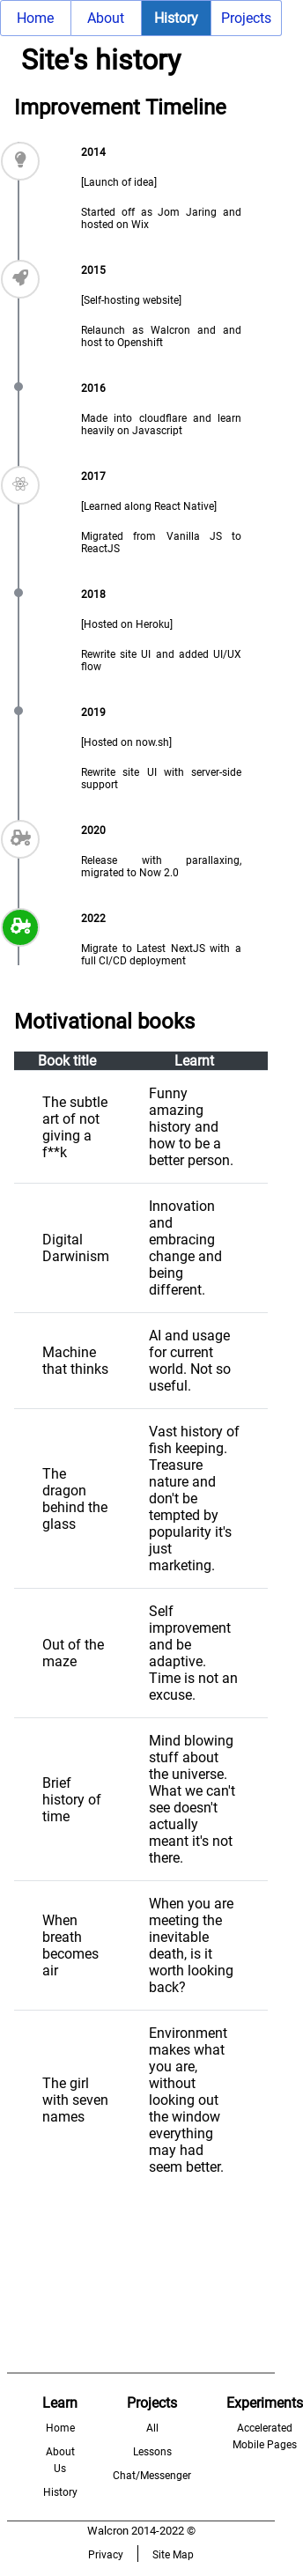 Home About History Projects
Site's history
Improvement Timeline
2014
[Launch of idea]
Started off as Jom Jaring and
hosted on Wix
2015
[Self-hosting website]
Relaunch as Walcron and and
host to Openshift
2016
Made into cloudflare and learn
heavily on Javascript
2017
[Learned along React Native]
Migrated from Vanilla JS to
ReactJS
2018
[Hosted on Heroku]
Rewrite site UI and added UI/UX
flow
2019
[Hosted on now.sh]
Rewrite site UI with server-side
support
2020
Release with parallaxing,
migrated to Now 2.0
2022
Migrate to Latest NextJS with a
full CI/CD deployment
Motivational books
Book title Learnt
The subtle
art of not
giving a
f**k
Funny
amazing
history and
how to be a
better person.
Digital
Darwinism
Innovation
and
embracing
change and
being
different.
Machine
that thinks
AI and usage
for current
world. Not so
useful.
The
dragon
behind the
glass
Vast history of
fish keeping.
Treasure
nature and
don't be
tempted by
popularity it's
just
marketing.
Out of the
maze
Self
improvement
and be
adaptive.
Time is not an
excuse.
Brief
history of
time
Mind blowing
stuff about
the universe.
What we can't
see doesn't
actually
meant it's not
there.
When
breath
becomes
air
When you are
meeting the
inevitable
death, is it
worth looking
back?
The girl
with seven
names
Environment
makes what
you are,
without
looking out
the window
everything
may had
seem better.
Learn
Home
About
Us
History
Projects
All
Lessons
Chat/Messenger
Experiments
Accelerated
Mobile Pages
Walcron 2014-2022 ©
Privacy Site Map